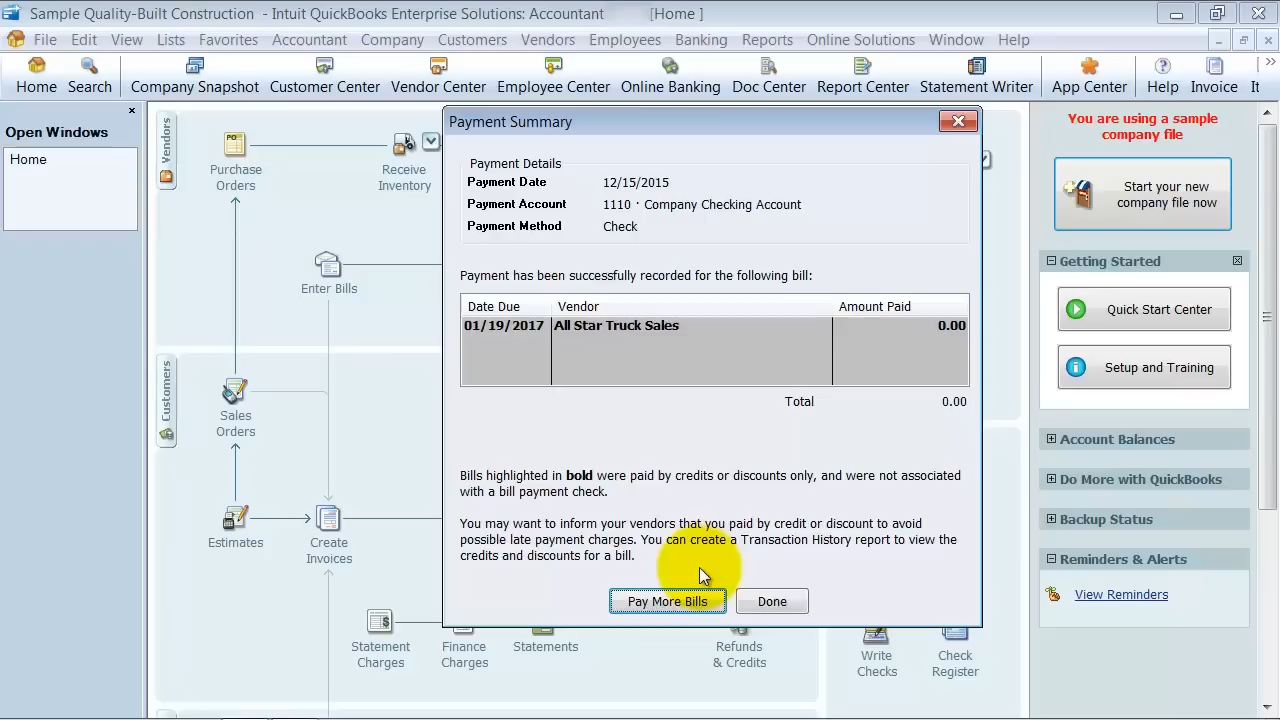 Sample Quality-Built Construction - Intuit QuickBooks Enterprise Solutions: Accountant [Home ]
File Edit View Lists Favorites Accountant Company Customers Vendors Employees Banking Reports Online Solutions Window Help
Home Search Company Snapshot Customer Center Vendor Center Employee Center Online Banking Doc Center Report Center Statement Writer App Center Help Invoice
Open Windows
Home
Vendors
PO
Purchase
Orders
Receive
Inventory
Enter Bills
Customers
Sales
Orders
Estimates
Create
Invoices
Statement
Charges
Finance
Charges
Statements
Refunds
& Credits
Write
Checks
Check
Register
Payment Summary
Payment Details
Payment Date 12/15/2015
Payment Account 1110 · Company Checking Account
Payment Method Check
Payment has been successfully recorded for the following bill:
Date Due Vendor Amount Paid
01/19/2017 All Star Truck Sales 0.00
Total 0.00
Bills highlighted in bold were paid by credits or discounts only, and were not associated
with a bill payment check.
You may want to inform your vendors that you paid by credit or discount to avoid
possible late payment charges. You can create a Transaction History report to view the
credits and discounts for a bill.
Pay More Bills Done
You are using a sample
company file
Start your new
company file now
Getting Started
Quick Start Center
Setup and Training
Account Balances
Do More with QuickBooks
Backup Status
Reminders & Alerts
View Reminders